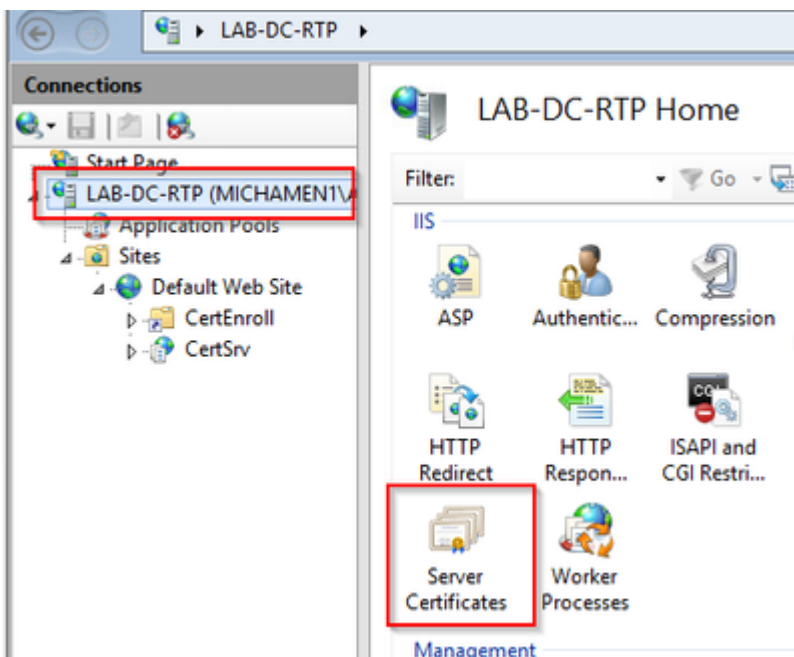 LAB-DC-RTP
Connections
Start Page
LAB-DC-RTP (MICHAMEN1\
Application Pools
Sites
Default Web Site
CertEnroll
CertSrv
LAB-DC-RTP Home
Filter:
Go
IIS
ASP
Authentic...
Compression
HTTP
Redirect
HTTP
Respon...
ISAPI and
CGI Restri...
Server
Certificates
Worker
Processes
Management